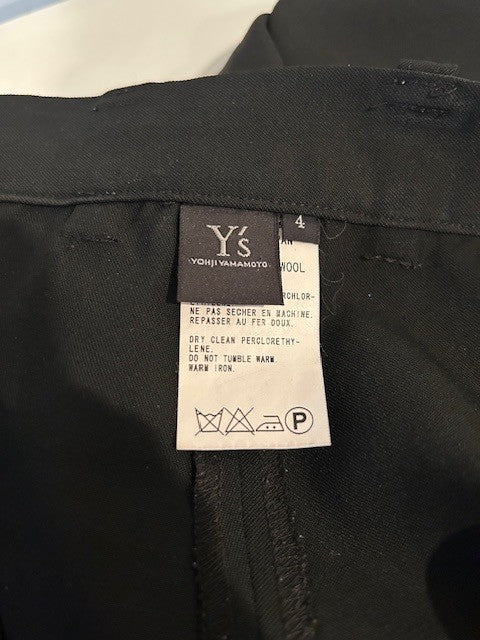 4
Y's
YOHJI YAMAMOTO
WOOL
NE PAS SECHER EN MACHINE.
REPASSER AU FER DOUX.
DRY CLEAN PERCLORETHY-
LENE.
DO NOT TUMBLE WARM.
WARM IRON.
P